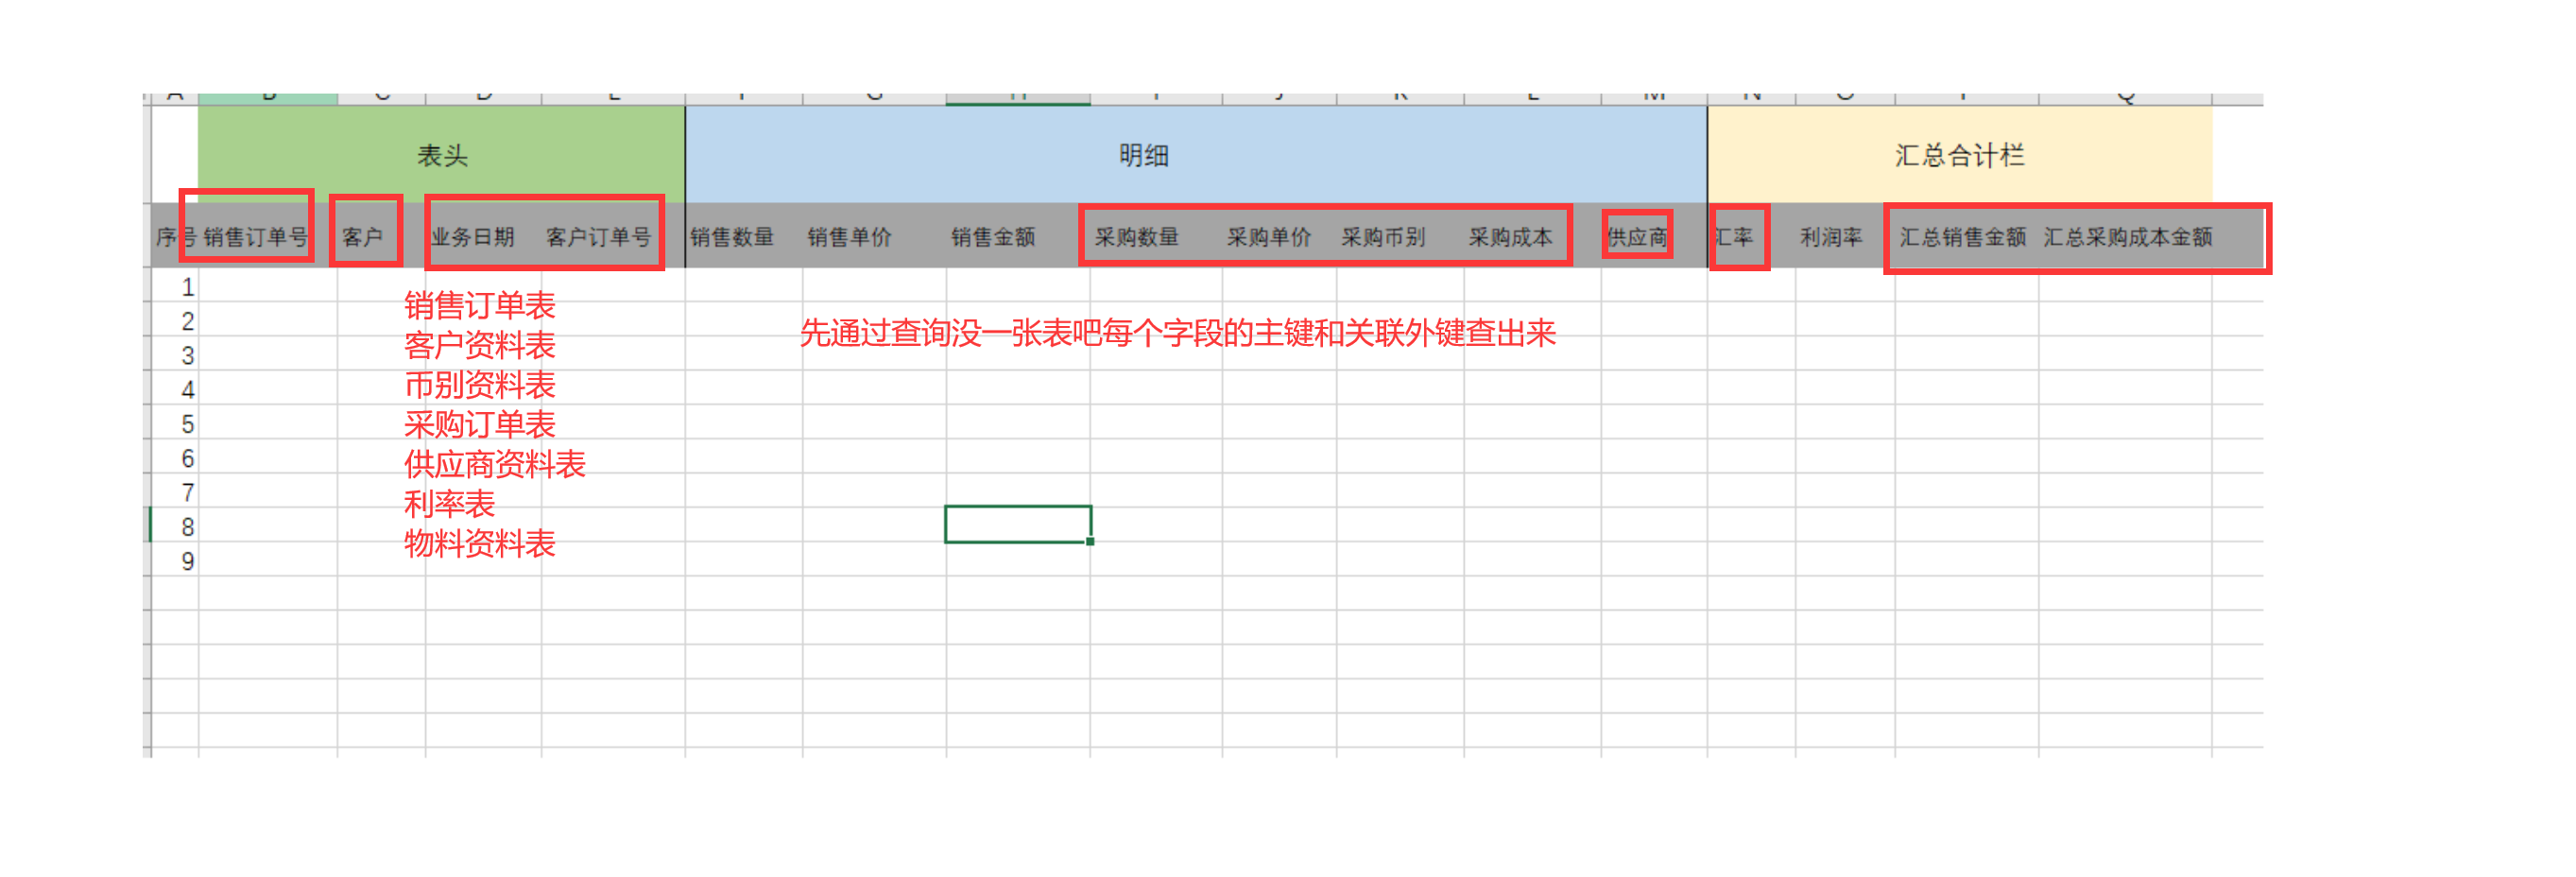 A B C D E F G H I J K L M N O P Q
表头 明细 汇总合计栏
序号 销售订单号 客户 业务日期 客户订单号 销售数量 销售单价 销售金额 采购数量 采购单价 采购币别 采购成本 供应商 汇率 利润率 汇总销售金额 汇总采购成本金额
1
2
3
4
5
6
7
8
9
销售订单表
客户资料表
币别资料表
采购订单表
供应商资料表
利率表
物料资料表
先通过查询没一张表吧每个字段的主键和关联外键查出来